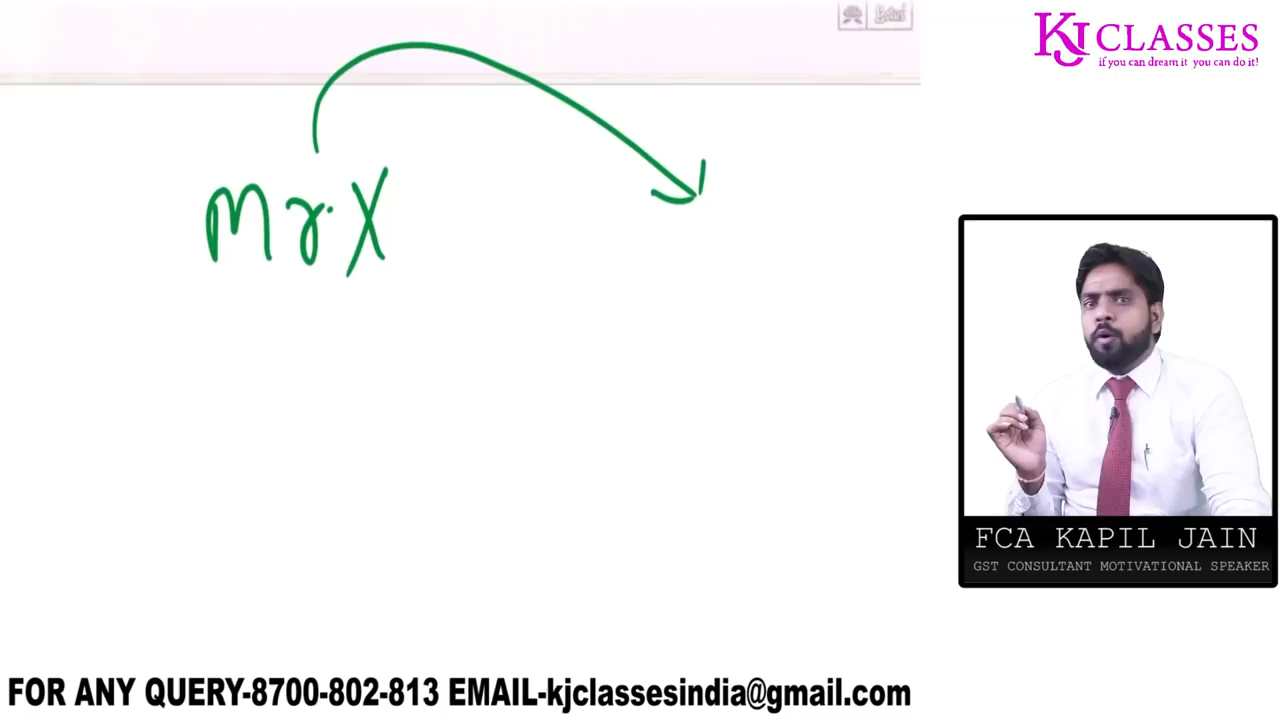 Lotus
KJ CLASSES
if you can dream it you can do it!
Mr. X
FCA KAPIL JAIN
GST CONSULTANT MOTIVATIONAL SPEAKER
FOR ANY QUERY-8700-802-813 EMAIL-kjclassesindia@gmail.com